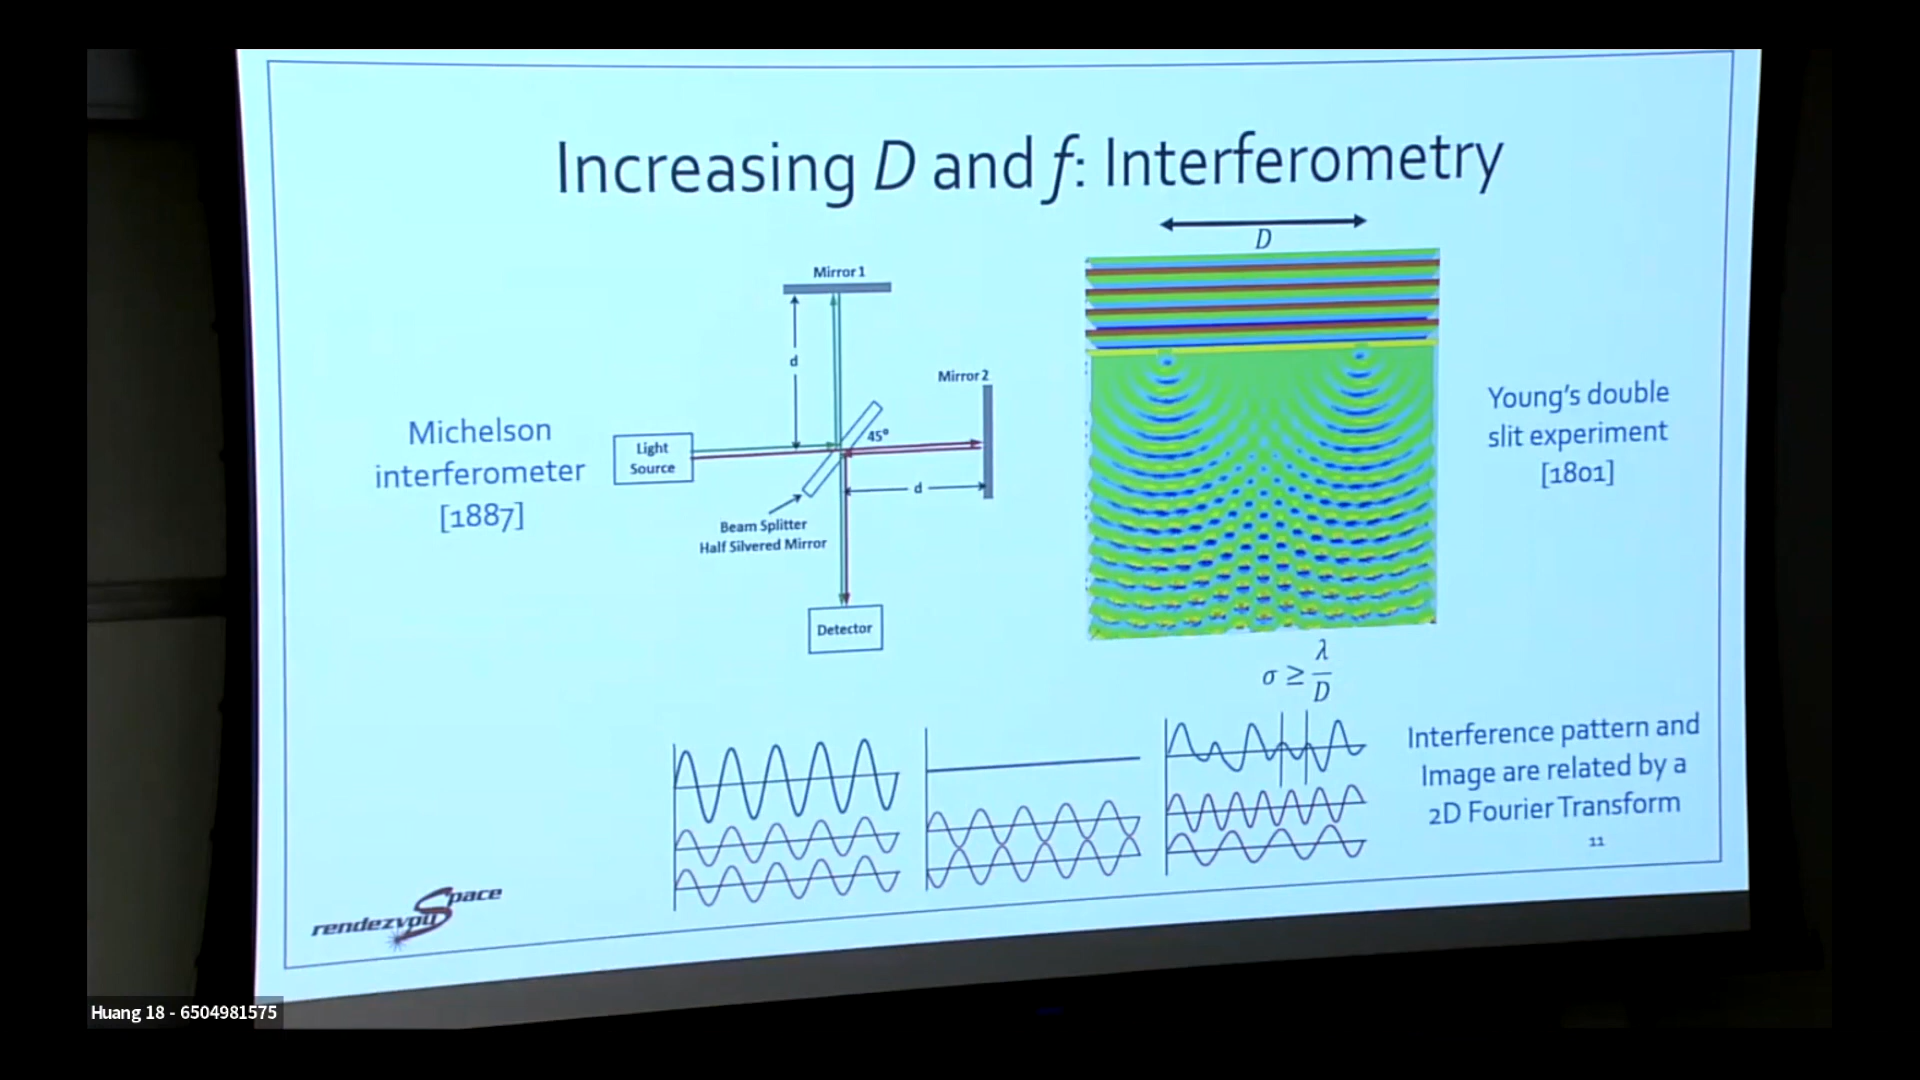 Increasing D and f: Interferometry
D
Mirror 1
d
Mirror 2
45°
Light
Source
d
Beam Splitter
Half Silvered Mirror
Detector
Michelson
interferometer
[1887]
Young's double
slit experiment
[1801]
σ ≥ λ/D
Interference pattern and
Image are related by a
2D Fourier Transform
11
rendezvouSpace
Huang 18 - 6504981575